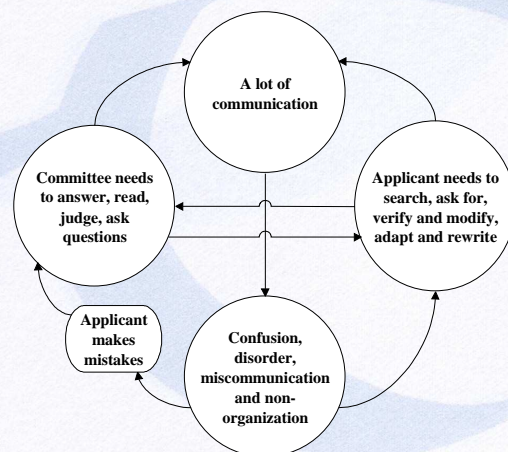 A lot of
communication
Committee needs
to answer, read,
judge, ask
questions
Applicant needs to
search, ask for,
verify and modify,
adapt and rewrite
Applicant
makes
mistakes
Confusion,
disorder,
miscommunication
and non-
organization